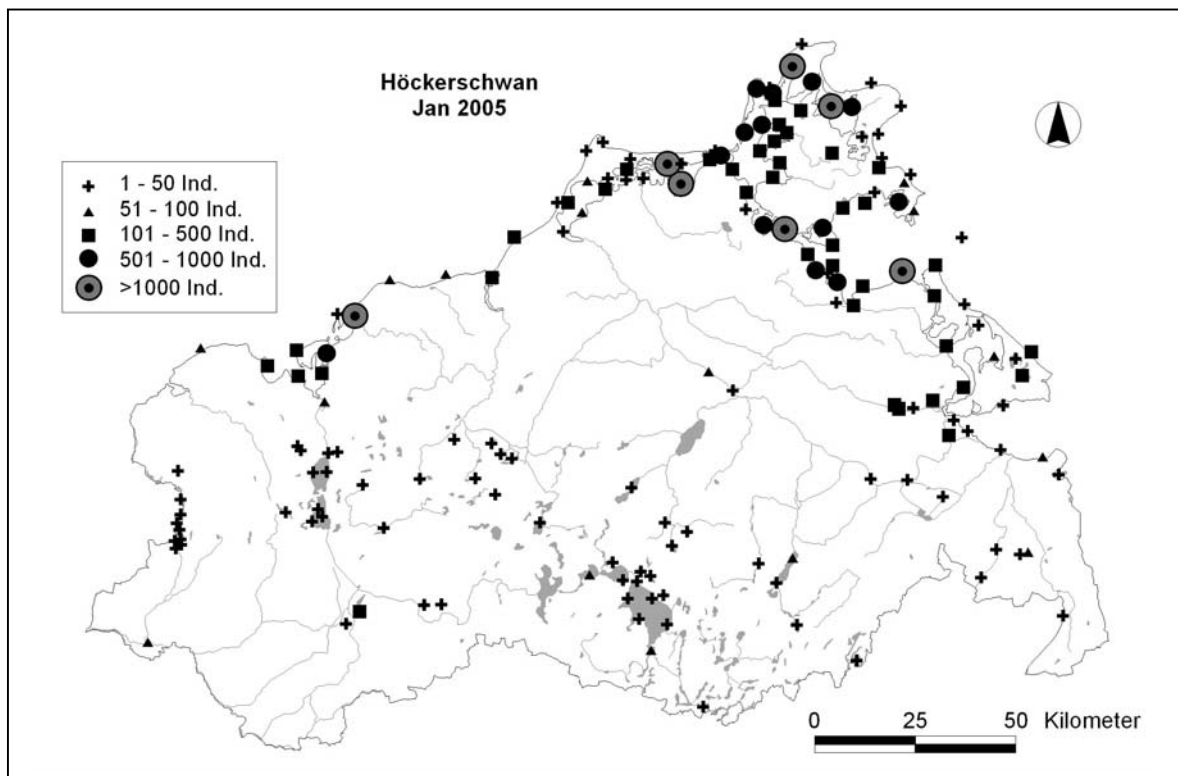 Höckerschwan
Jan 2005
1 - 50 Ind.
51 - 100 Ind.
101 - 500 Ind.
501 - 1000 Ind.
>1000 Ind.
0 25 50 Kilometer